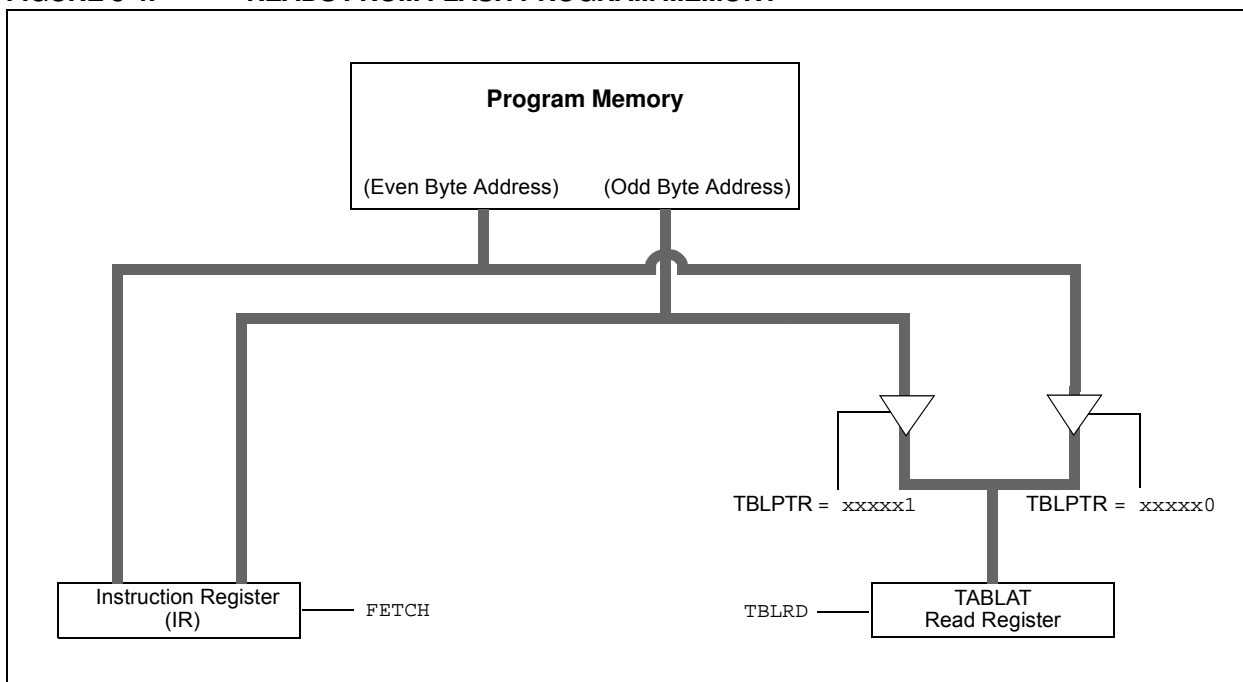 Program Memory
(Even Byte Address) (Odd Byte Address)
TBLPTR = xxxxx1 TBLPTR = xxxxx0
Instruction Register
(IR)
FETCH
TBLRD
TABLAT
Read Register